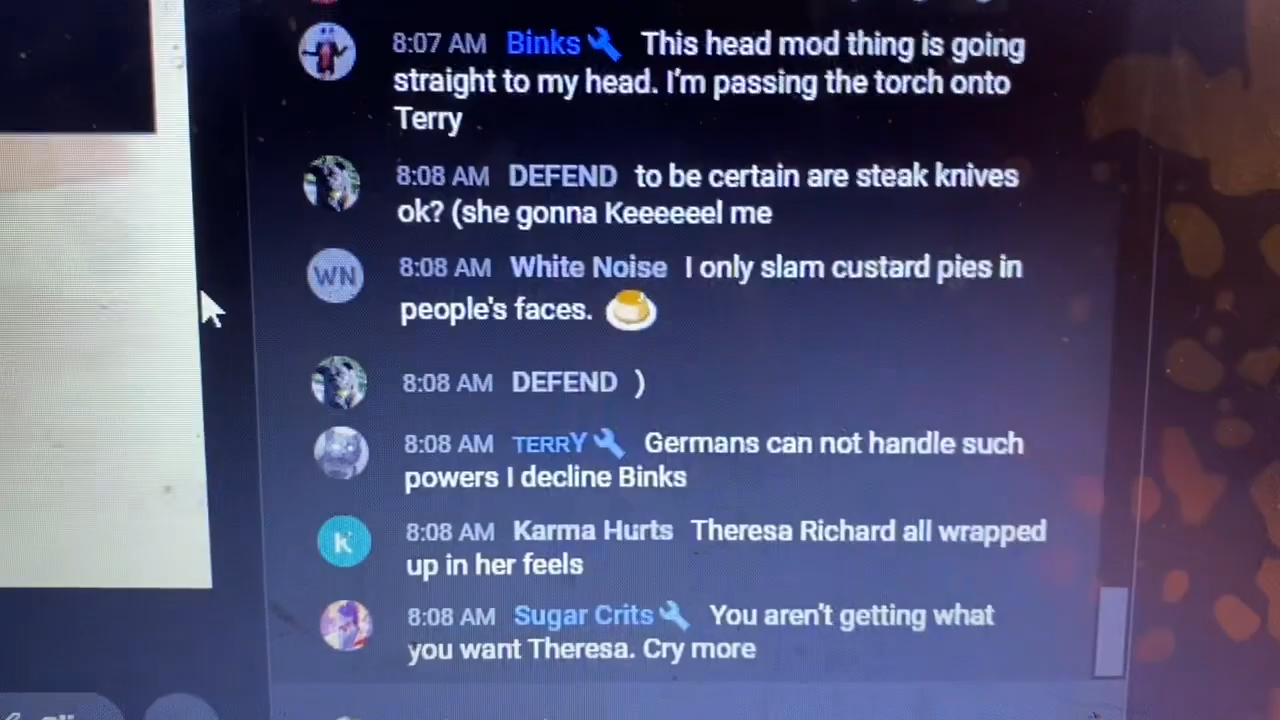 8:07 AM Binks This head mod thing is going
straight to my head. I'm passing the torch onto
Terry
8:08 AM DEFEND to be certain are steak knives
ok? (she gonna Keeeeeel me
WN 8:08 AM White Noise I only slam custard pies in
people's faces.
8:08 AM DEFEND )
8:08 AM TERRY Germans can not handle such
powers I decline Binks
K 8:08 AM Karma Hurts Theresa Richard all wrapped
up in her feels
8:08 AM Sugar Crits You aren't getting what
you want Theresa. Cry more